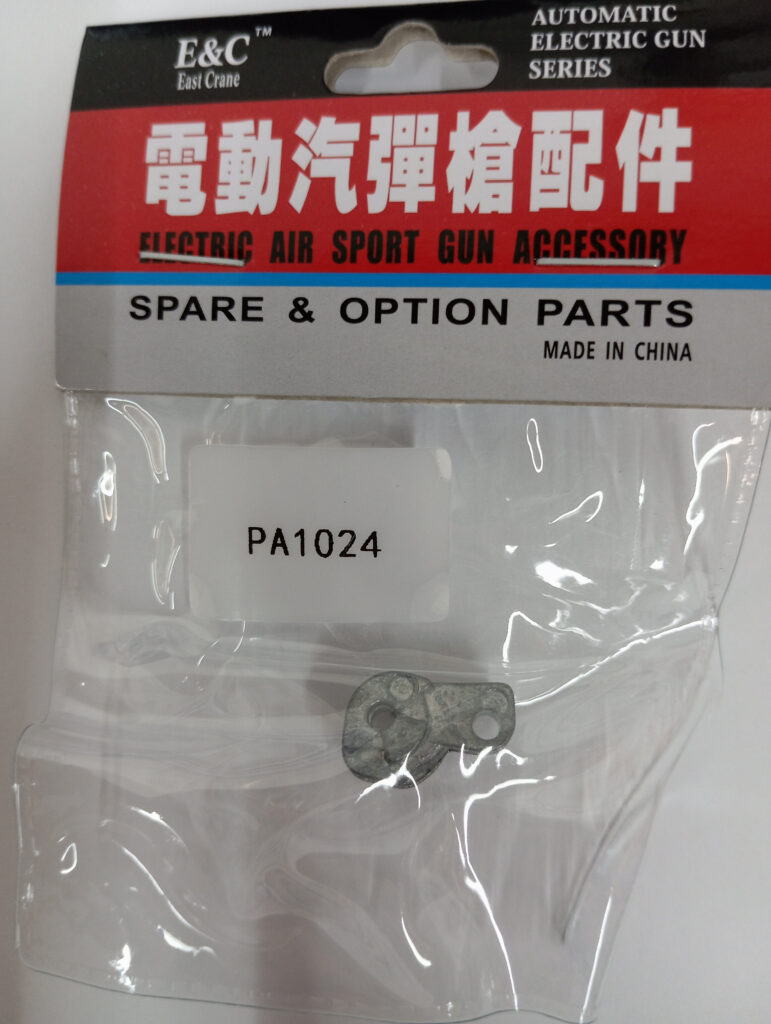 E&C™
East Crane
AUTOMATIC
ELECTRIC GUN
SERIES
電動汽彈槍配件
ELECTRIC AIR SPORT GUN ACCESSORY
SPARE & OPTION PARTS
MADE IN CHINA
PA1024